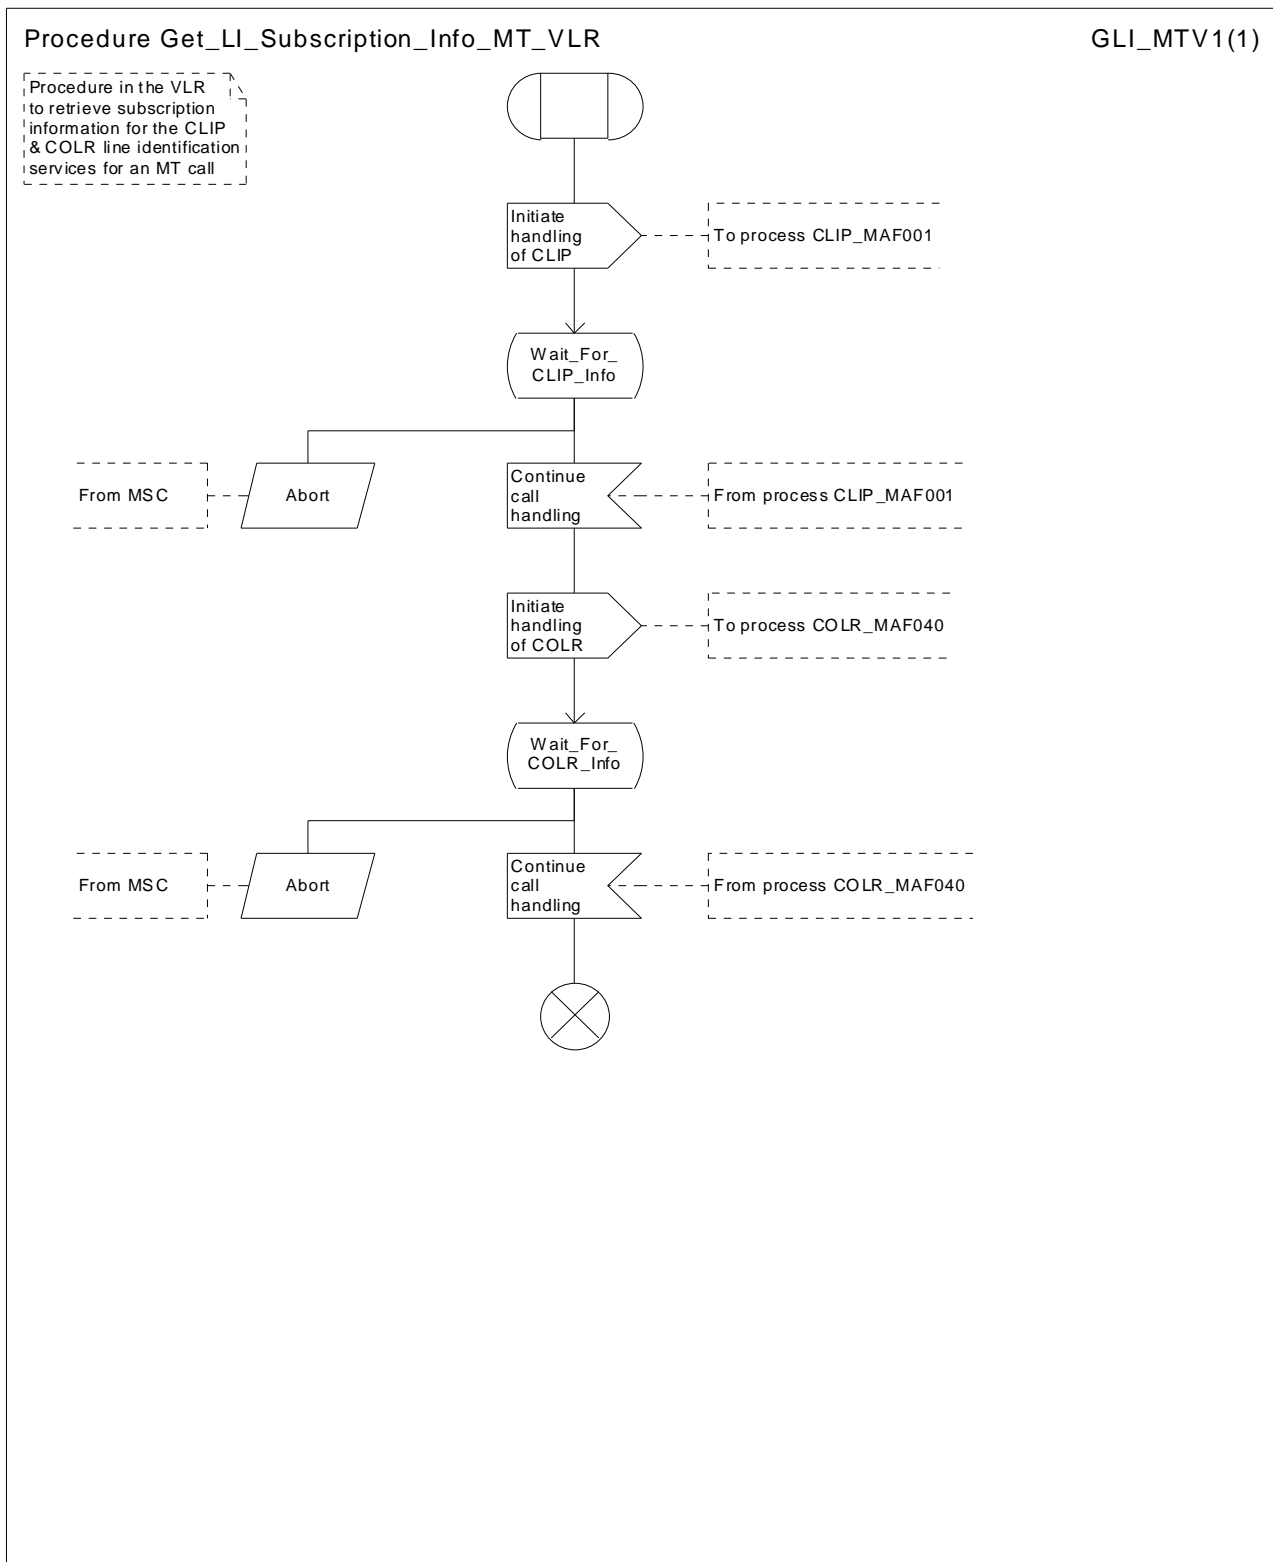 Procedure Get_LI_Subscription_Info_MT_VLR
GLI_MTV1(1)
Procedure in the VLR
to retrieve subscription
information for the CLIP
& COLR line identification
services for an MT call
Initiate
handling
of CLIP
To process CLIP_MAF001
Wait_For_
CLIP_Info
From MSC
Abort
Continue
call
handling
From process CLIP_MAF001
Initiate
handling
of COLR
To process COLR_MAF040
Wait_For_
COLR_Info
From MSC
Abort
Continue
call
handling
From process COLR_MAF040